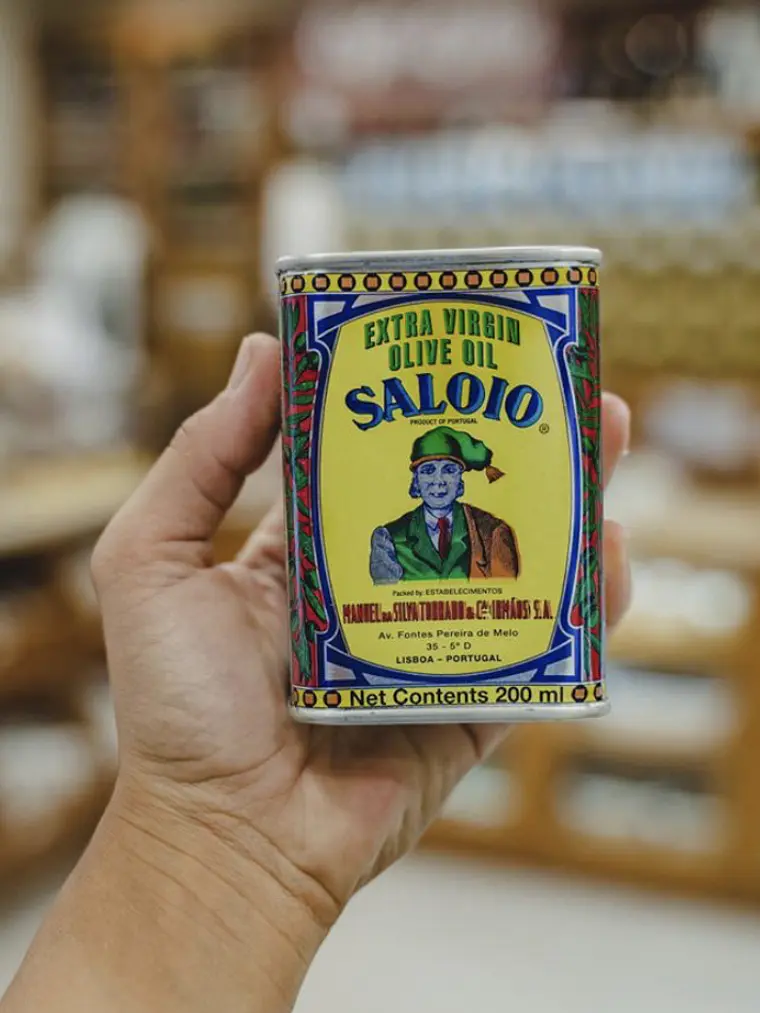 EXTRA VIRGIN
OLIVE OIL
SALOIO
®
PRODUCT OF PORTUGAL
Packed by: ESTABELECIMENTOS
MANUEL DA SILVA TORRADO & Cª (IRMÃOS) S.A.
Av. Fontes Pereira de Melo
35 - 5º D
LISBOA – PORTUGAL
Net Contents 200 ml